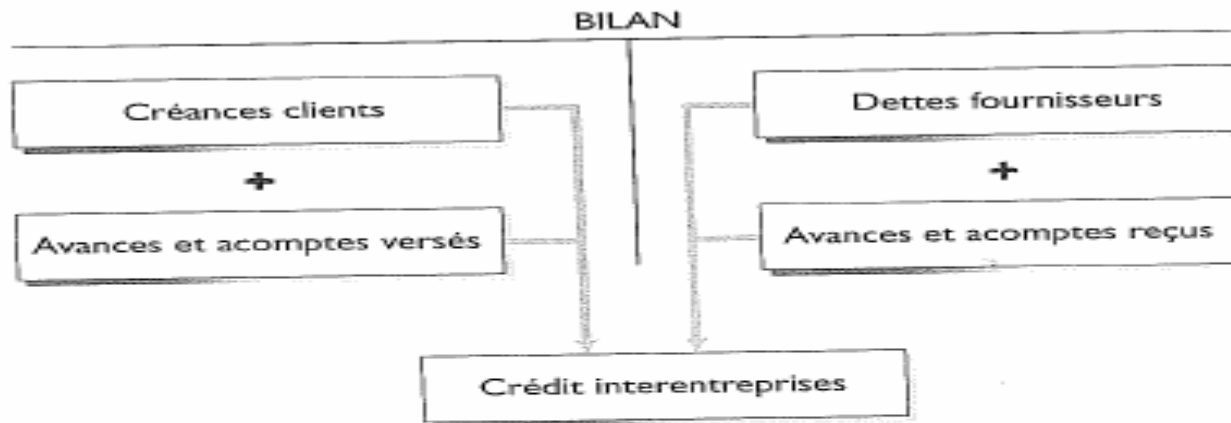 BILAN
Créances clients
Dettes fournisseurs
+
+
Avances et acomptes versés
Avances et acomptes reçus
Crédit interentreprises